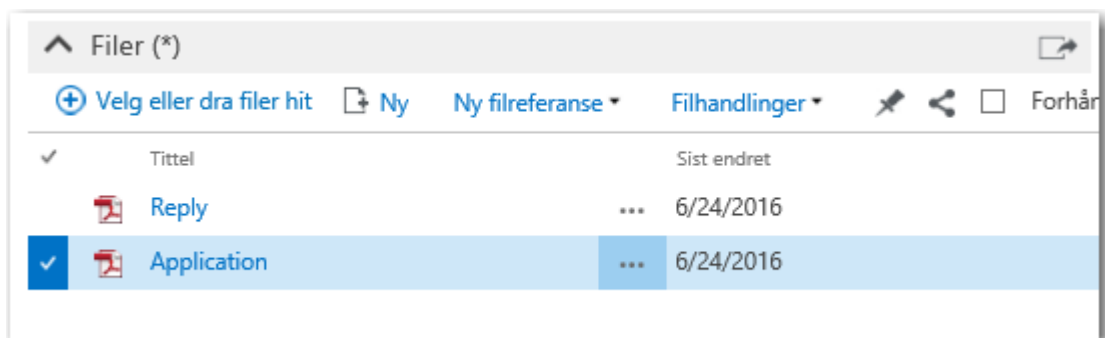 Filer (*)
Velg eller dra filer hit Ny Ny filreferanse Filhandlinger
Tittel Sist endret
Reply ... 6/24/2016
Application ... 6/24/2016